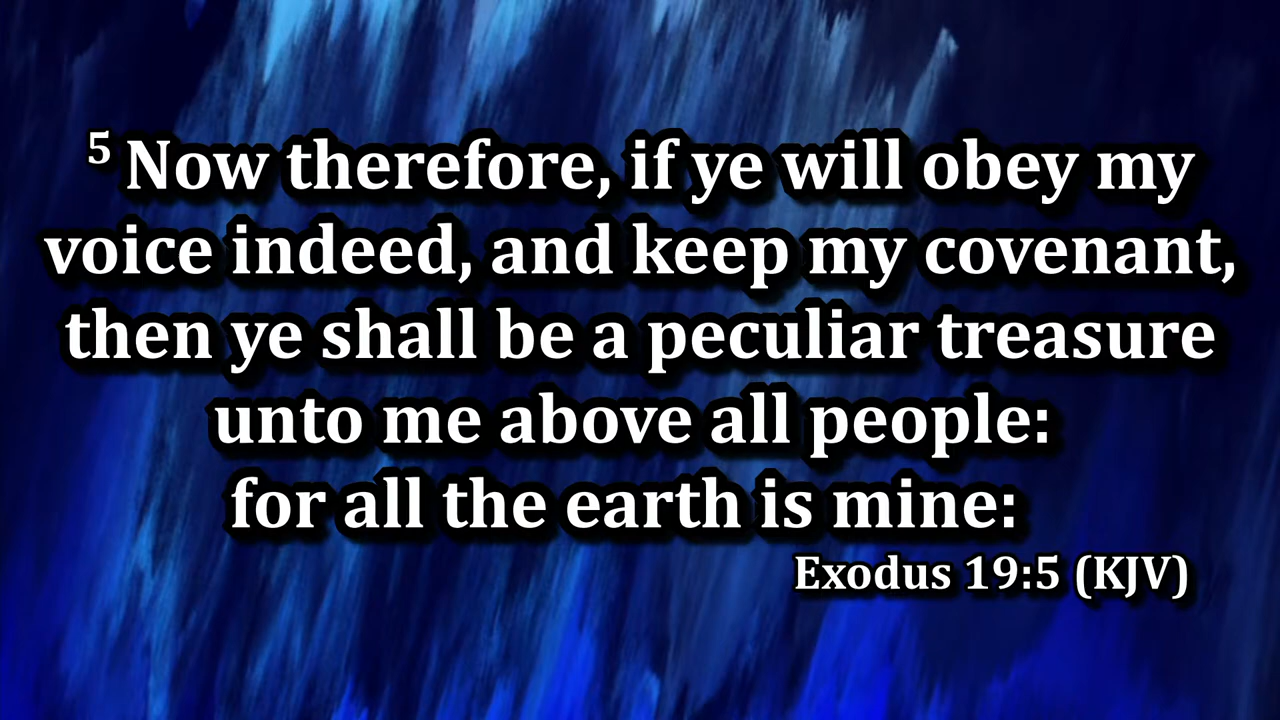 5 Now therefore, if ye will obey my
voice indeed, and keep my covenant,
then ye shall be a peculiar treasure
unto me above all people:
for all the earth is mine:
Exodus 19:5 (KJV)